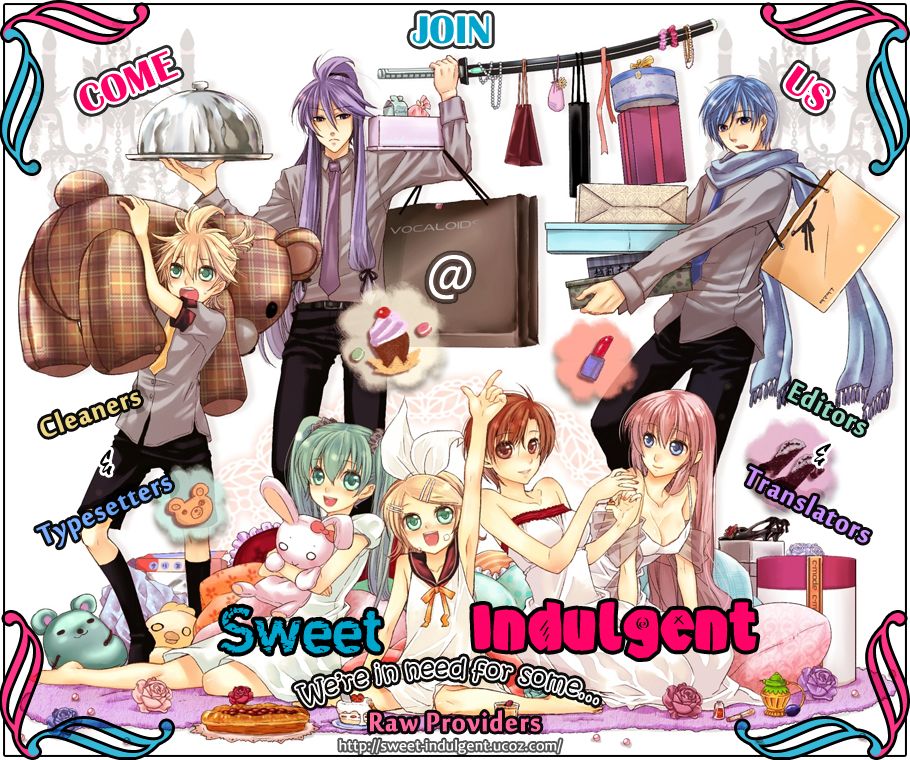 JOIN
COME
US
VOCALOID
@
Cleaners
&
Typesetters
Editors
&
Translators
Sweet Indulgent
We're in need for some...
Raw Providers
http://sweet-indulgent.ucoz.com/